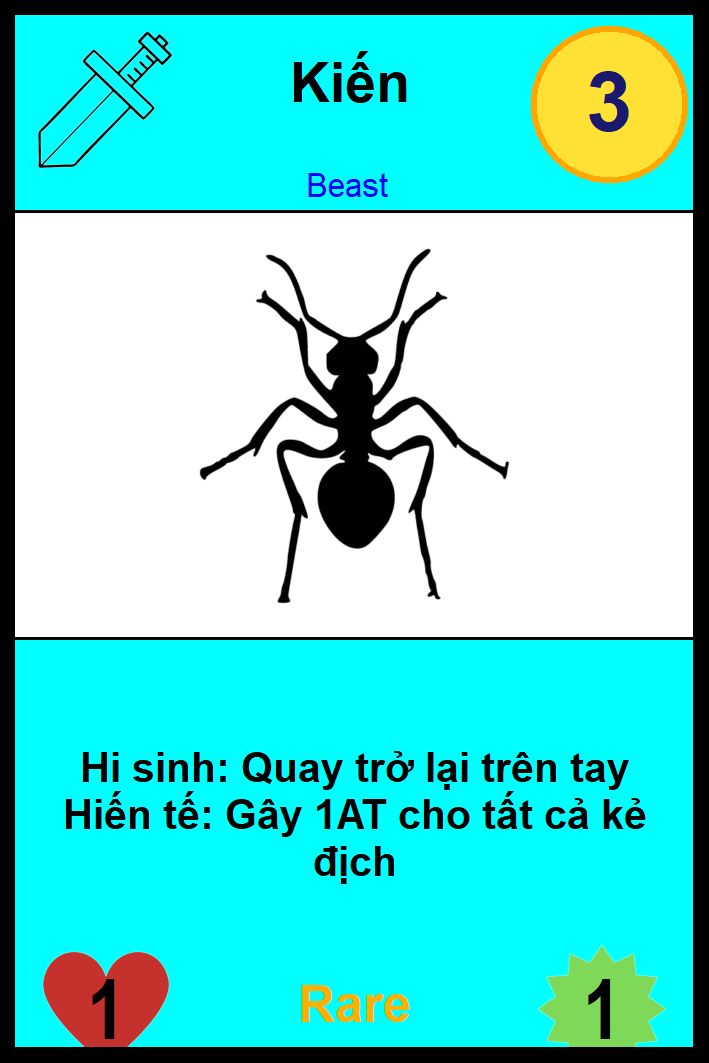 Kiến
3
Beast
Hi sinh: Quay trở lại trên tay
Hiến tế: Gây 1AT cho tất cả kẻ
địch
1
Rare
1